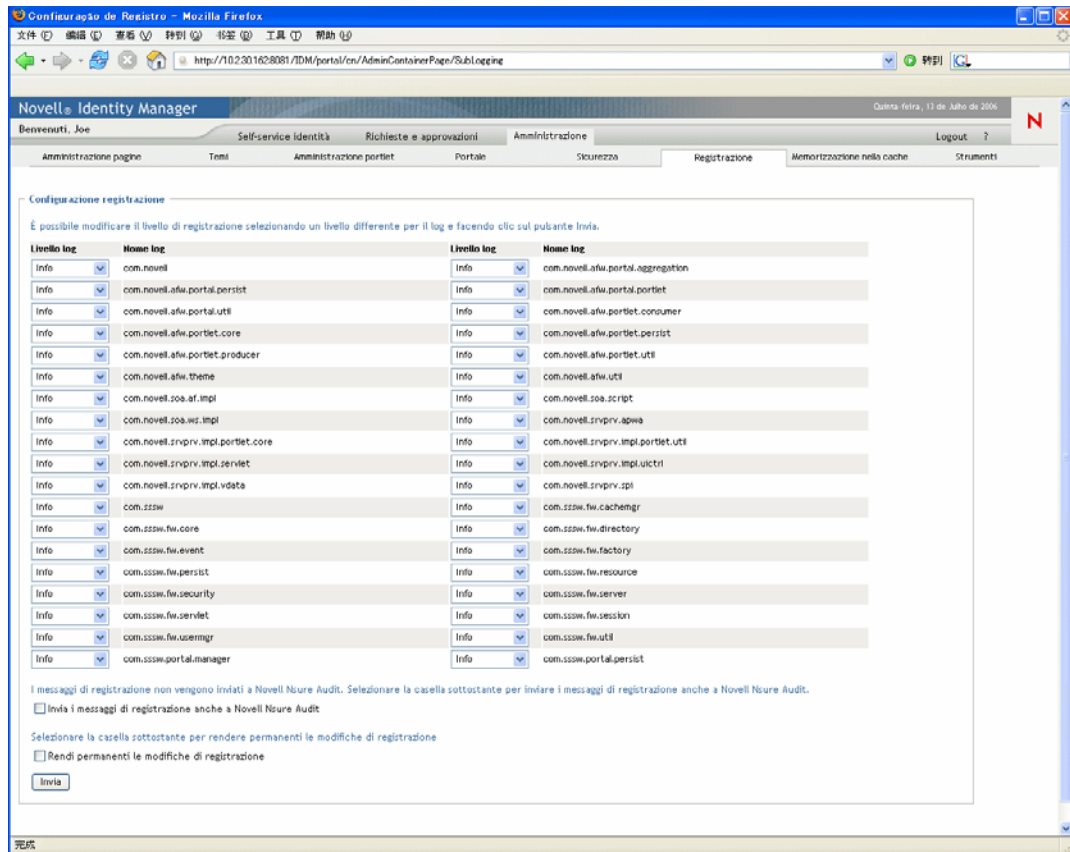 Configuração de Registro - Mozilla Firefox
文件 (F) 编辑 (E) 查看 (V) 转到 (G) 书签 (B) 工具 (T) 帮助 (H)
http://10.230.16.28:8081/IDM/portal/cn/AdminContainerPage/SubLogging 转到
Novell® Identity Manager Quinta-feira, 13 de Julho de 2006
N
Benvenuti, Joe Self-service identità Richieste e approvazioni Amministrazione Logout ?
Amministrazione pagine Temi Amministrazione portlet Portale Sicurezza Registrazione Memorizzazione nella cache Strumenti
Configurazione registrazione
È possibile modificare il livello di registrazione selezionando un livello differente per il log e facendo clic sul pulsante Invia.
Livello log Nome log Livello log Nome log
Info com.novell Info com.novell.afw.portal.aggregation
Info com.novell.afw.portal.persist Info com.novell.afw.portal.portlet
Info com.novell.afw.portal.util Info com.novell.afw.portlet.consumer
Info com.novell.afw.portlet.core Info com.novell.afw.portlet.persist
Info com.novell.afw.portlet.producer Info com.novell.afw.portlet.util
Info com.novell.afw.theme Info com.novell.afw.util
Info com.novell.soa.af.impl Info com.novell.soa.script
Info com.novell.soa.ws.impl Info com.novell.srvprv.apwa
Info com.novell.srvprv.impl.portlet.core Info com.novell.srvprv.impl.portlet.util
Info com.novell.srvprv.impl.servlet Info com.novell.srvprv.impl.uictrl
Info com.novell.srvprv.impl.vdata Info com.novell.srvprv.spi
Info com.sssw Info com.sssw.fw.cachemgr
Info com.sssw.fw.core Info com.sssw.fw.directory
Info com.sssw.fw.event Info com.sssw.fw.factory
Info com.sssw.fw.persist Info com.sssw.fw.resource
Info com.sssw.fw.security Info com.sssw.fw.server
Info com.sssw.fw.servlet Info com.sssw.fw.session
Info com.sssw.fw.usermgr Info com.sssw.fw.util
Info com.sssw.portal.manager Info com.sssw.portal.persist
I messaggi di registrazione non vengono inviati a Novell Nsure Audit. Selezionare la casella sottostante per inviare i messaggi di registrazione anche a Novell Nsure Audit.
Invia i messaggi di registrazione anche a Novell Nsure Audit
Selezionare la casella sottostante per rendere permanenti le modifiche di registrazione
Rendi permanenti le modifiche di registrazione
Invia
完成